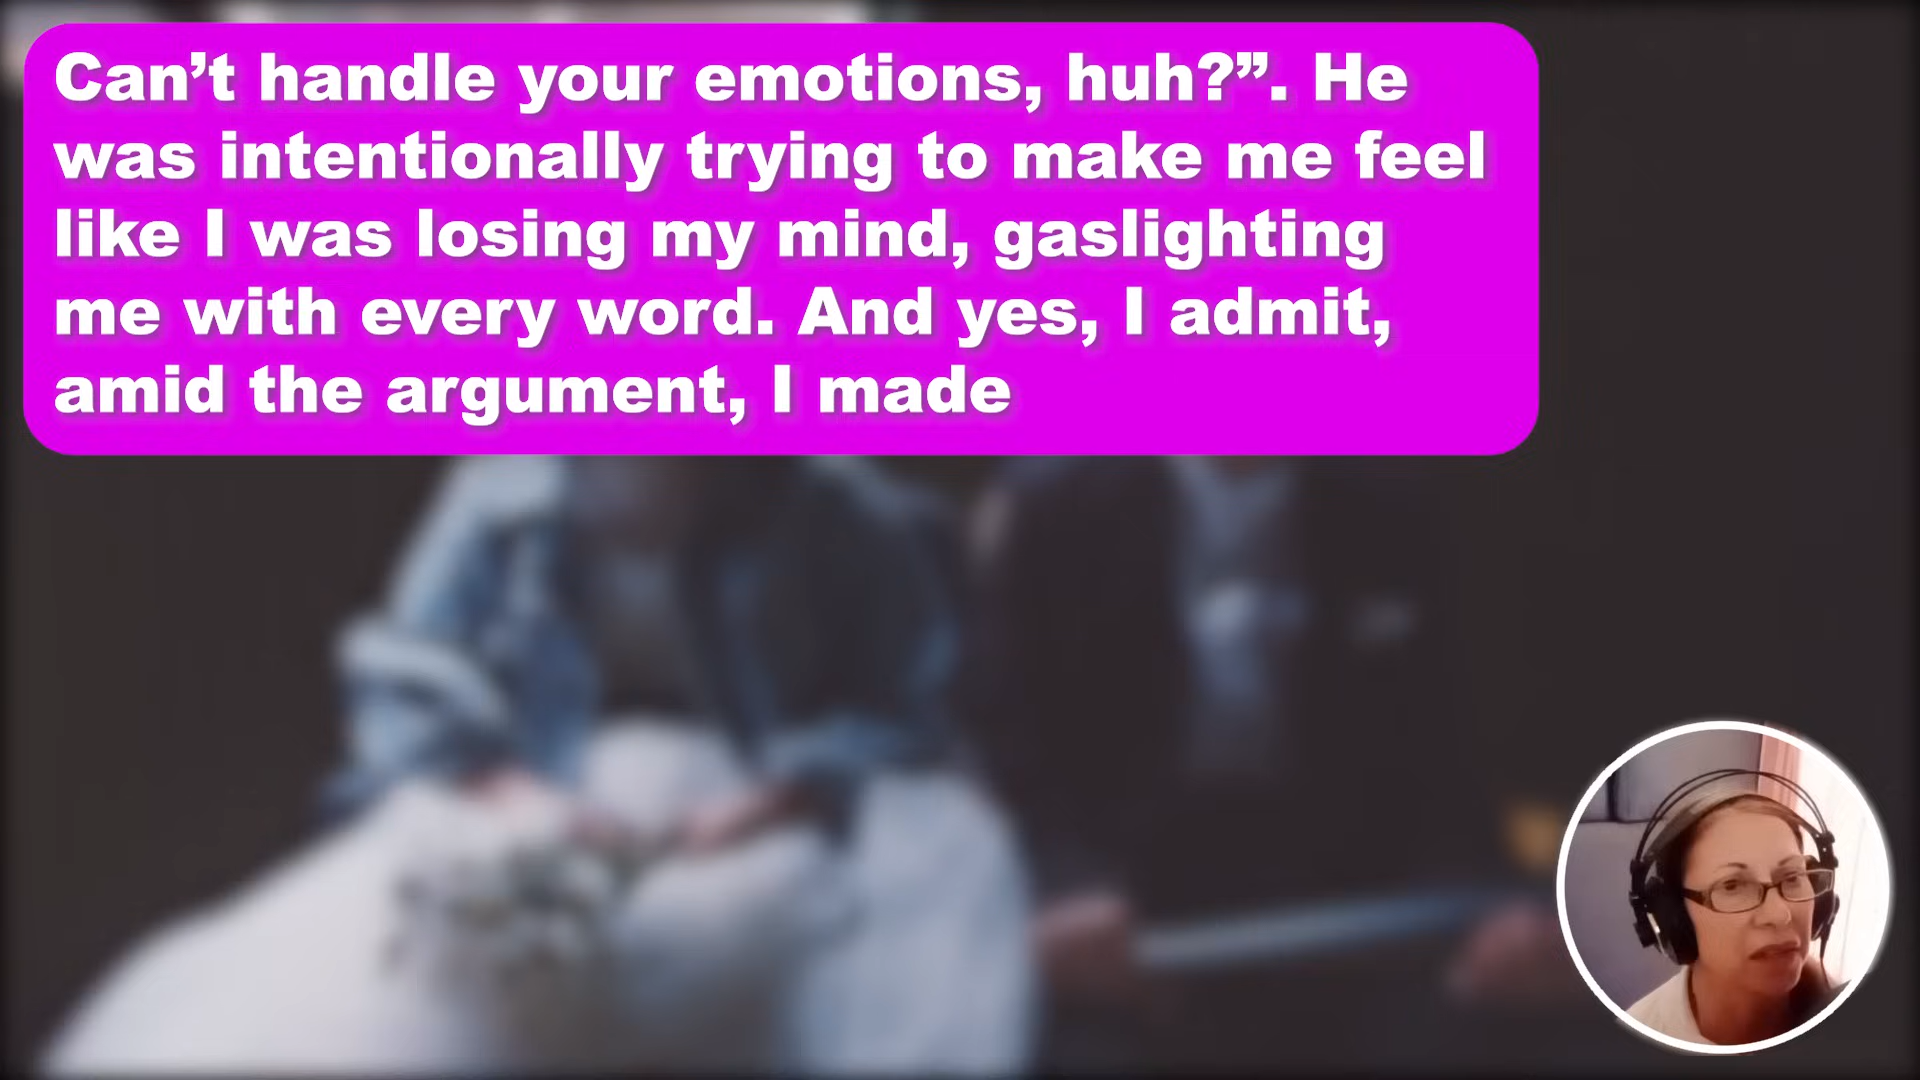 Can’t handle your emotions, huh?”. He
was intentionally trying to make me feel
like I was losing my mind, gaslighting
me with every word. And yes, I admit,
amid the argument, I made